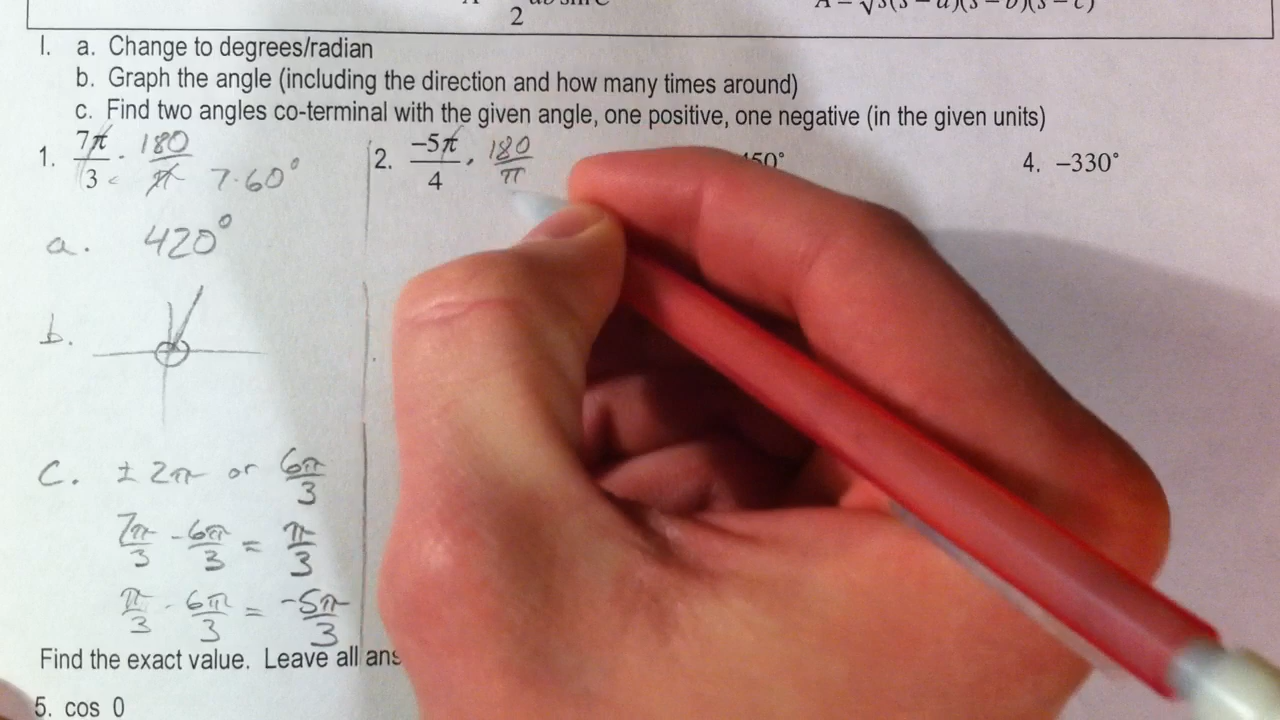 2
I. a. Change to degrees/radian
b. Graph the angle (including the direction and how many times around)
c. Find two angles co-terminal with the given angle, one positive, one negative (in the given units)
1. 7π/3 · 180/π 7·60°
2. -5π/4 · 180/π
50°
4. -330°
a. 420°
b.
C. ± 2π or 6π/3
7π/3 - 6π/3 = π/3
π/3 - 6π/3 = -5π/3
Find the exact value. Leave all ans
5. cos 0